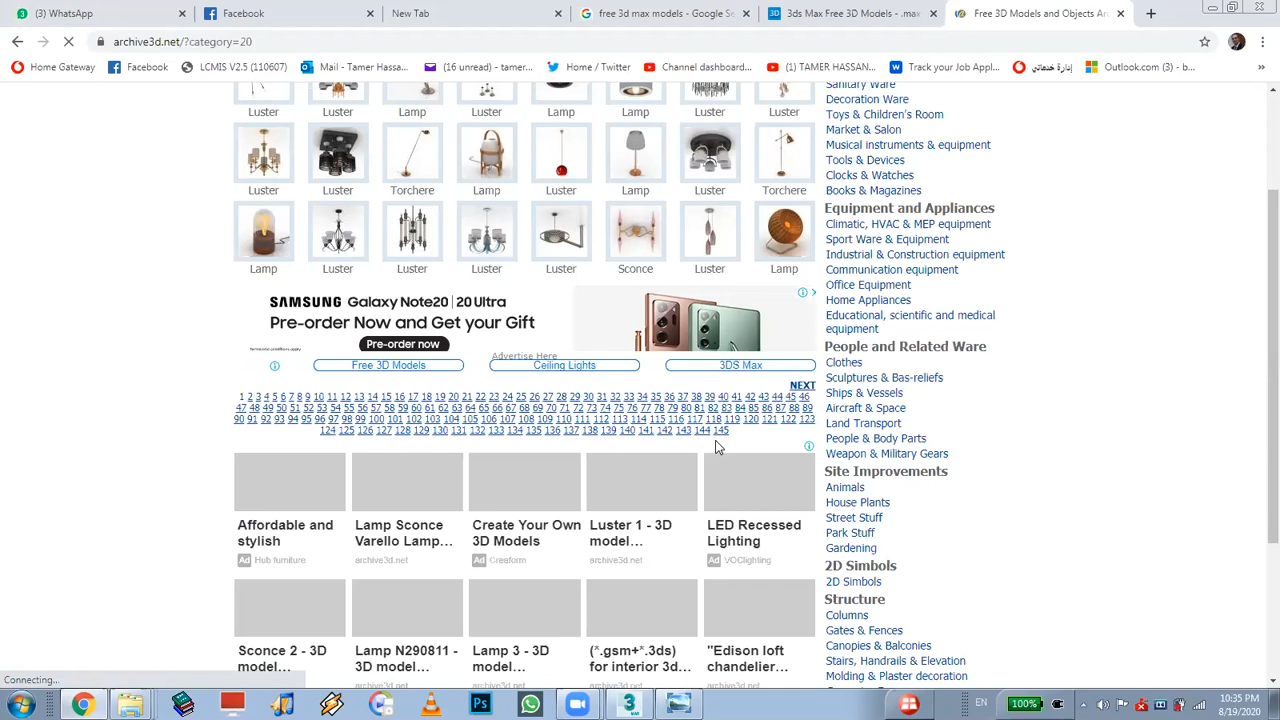 (3) WhatsApp
Facebook
New Tab
free 3d max models - Google Se
3ds Max Free 3D Models - .max
Free 3D Models and Objects Arc
archive3d.net/?category=20
Home Gateway
Facebook
LCMIS V2.5 (110607)
Mail - Tamer Hassa...
(16 unread) - tamer...
Home / Twitter
Channel dashboard...
(1) TAMER HASSAN...
Track your Job Appl...
إدارة خدماتي
Outlook.com (3) - b...
Luster Luster Lamp Luster Lamp Luster Luster Luster
Luster Luster Torchere Lamp Luster Lamp Luster Torchere
Lamp Luster Luster Luster Luster Sconce Luster Lamp
SAMSUNG Galaxy Note20 | 20 Ultra
Pre-order Now and Get your Gift
Pre-order now
Terms and conditions apply
Advertise Here
Free 3D Models
Ceiling Lights
3DS Max
NEXT
1 2 3 4 5 6 7 8 9 10 11 12 13 14 15 16 17 18 19 20 21 22 23 24 25 26 27 28 29 30 31 32 33 34 35 36 37 38 39 40 41 42 43 44 45 46
47 48 49 50 51 52 53 54 55 56 57 58 59 60 61 62 63 64 65 66 67 68 69 70 71 72 73 74 75 76 77 78 79 80 81 82 83 84 85 86 87 88 89
90 91 92 93 94 95 96 97 98 99 100 101 102 103 104 105 106 107 108 109 110 111 112 113 114 115 116 117 118 119 120 121 122 123
124 125 126 127 128 129 130 131 132 133 134 135 136 137 138 139 140 141 142 143 144 145
Affordable and
stylish
Ad Hub furniture
Lamp Sconce
Varello Lamp...
archive3d.net
Create Your Own
3D Models
Ad Creaform
Luster 1 - 3D
model...
archive3d.net
LED Recessed
Lighting
Ad VOClighting
Sconce 2 - 3D
model...
Lamp N290811 -
3D model...
Lamp 3 - 3D
model...
(*.gsm+*.3ds)
for interior 3d...
"Edison loft
chandelier...
Sanitary Ware
Decoration Ware
Toys & Children's Room
Market & Salon
Musical instruments & equipment
Tools & Devices
Clocks & Watches
Books & Magazines
Equipment and Appliances
Climatic, HVAC & MEP equipment
Sport Ware & Equipment
Industrial & Construction equipment
Communication equipment
Office Equipment
Home Appliances
Educational, scientific and medical
equipment
People and Related Ware
Clothes
Sculptures & Bas-reliefs
Ships & Vessels
Aircraft & Space
Land Transport
People & Body Parts
Weapon & Military Gears
Site Improvements
Animals
House Plants
Street Stuff
Park Stuff
Gardening
2D Simbols
2D Simbols
Structure
Columns
Gates & Fences
Canopies & Balconies
Stairs, Handrails & Elevation
Molding & Plaster decoration
Connecting...
Ps
3
MAX
EN
100%
10:35 PM
8/19/2020